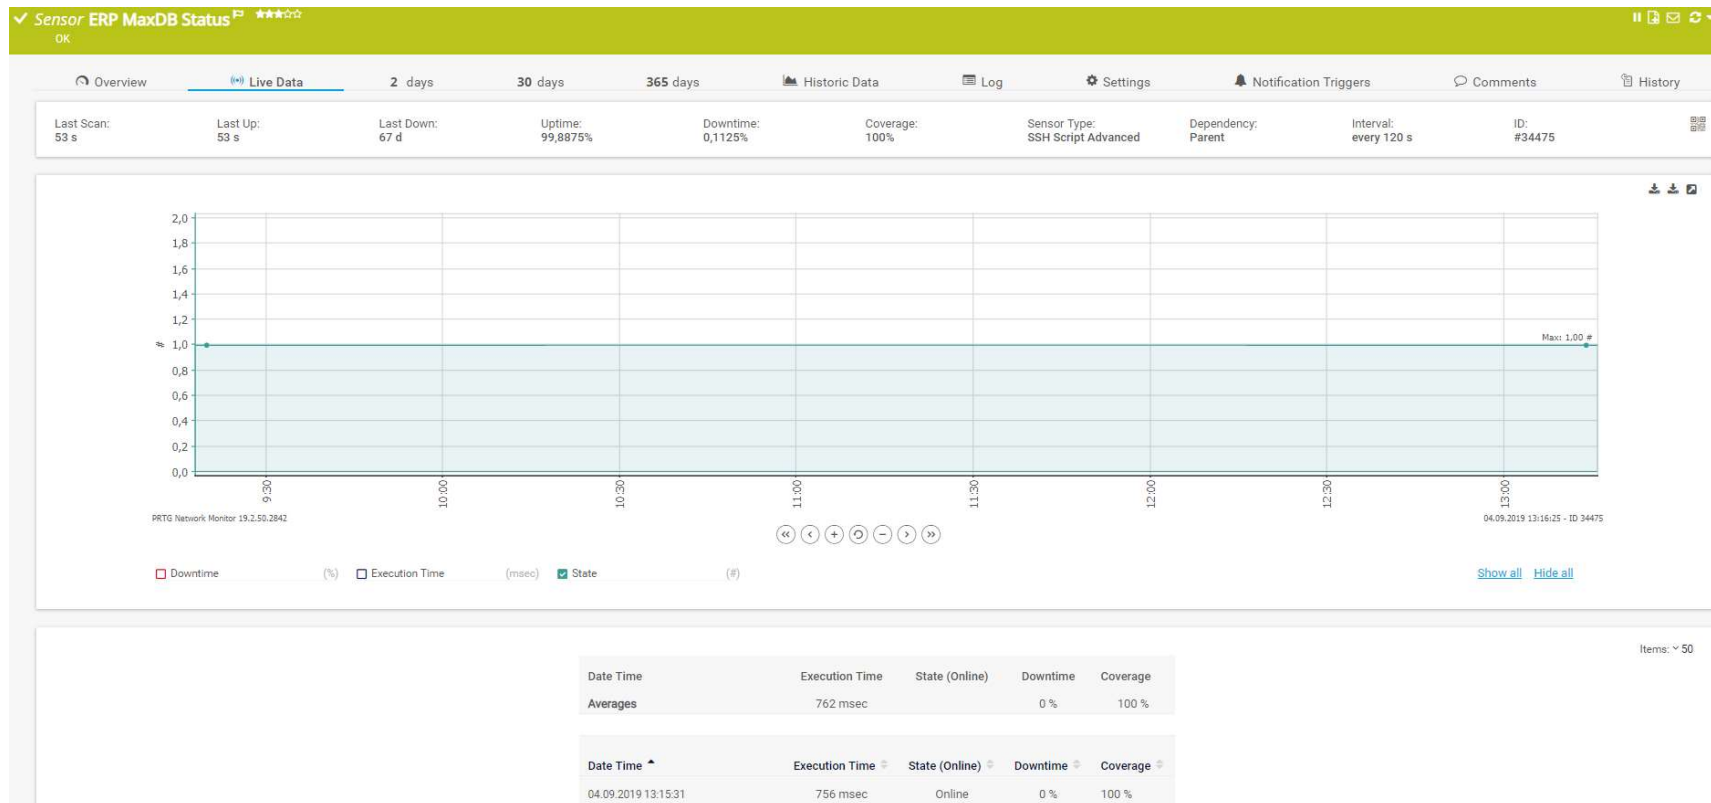 Sensor ERP MaxDB Status
OK
Overview Live Data 2 days 30 days 365 days Historic Data Log Settings Notification Triggers Comments History
Last Scan: Last Up: Last Down: Uptime: Downtime: Coverage: Sensor Type: Dependency: Interval: ID:
53 s 53 s 67 d 99,8875% 0,1125% 100% SSH Script Advanced Parent every 120 s #34475
2,0
1,8
1,6
1,4
1,2
Max: 1,00 #
# 1,0
0,8
0,6
0,4
0,2
0,0
9:30 10:00 10:30 11:00 11:30 12:00 12:30 13:00
PRTG Network Monitor 19.2.50.2842 04.09.2019 13:16:25 - ID 34475
Downtime (%) Execution Time (msec) State (#) Show all Hide all
Items: 50
Date Time Execution Time State (Online) Downtime Coverage
Averages 762 msec 0 % 100 %
Date Time Execution Time State (Online) Downtime Coverage
04.09.2019 13:15:31 756 msec Online 0 % 100 %